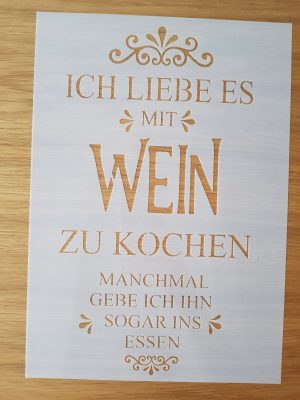 ICH LIEBE ES
MIT
WEIN
ZU KOCHEN
MANCHMAL
GEBE ICH IHN
SOGAR INS
ESSEN